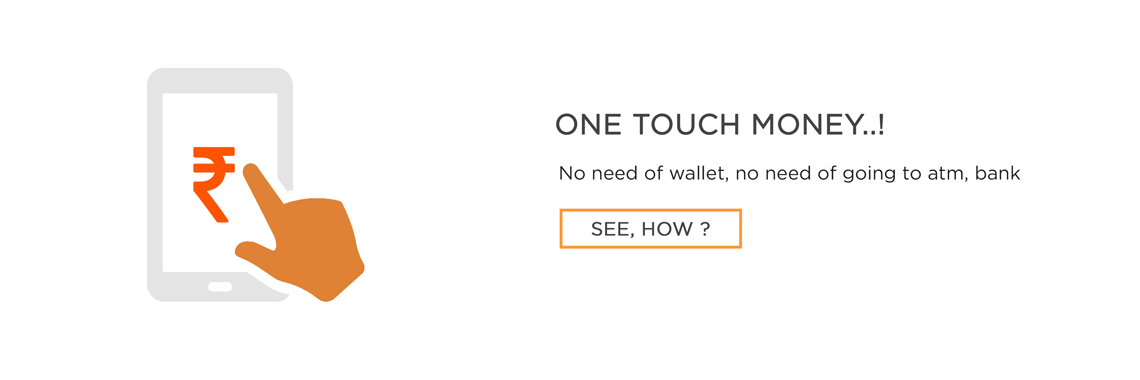 ₹
ONE TOUCH MONEY..!
No need of wallet, no need of going to atm, bank
SEE, HOW ?